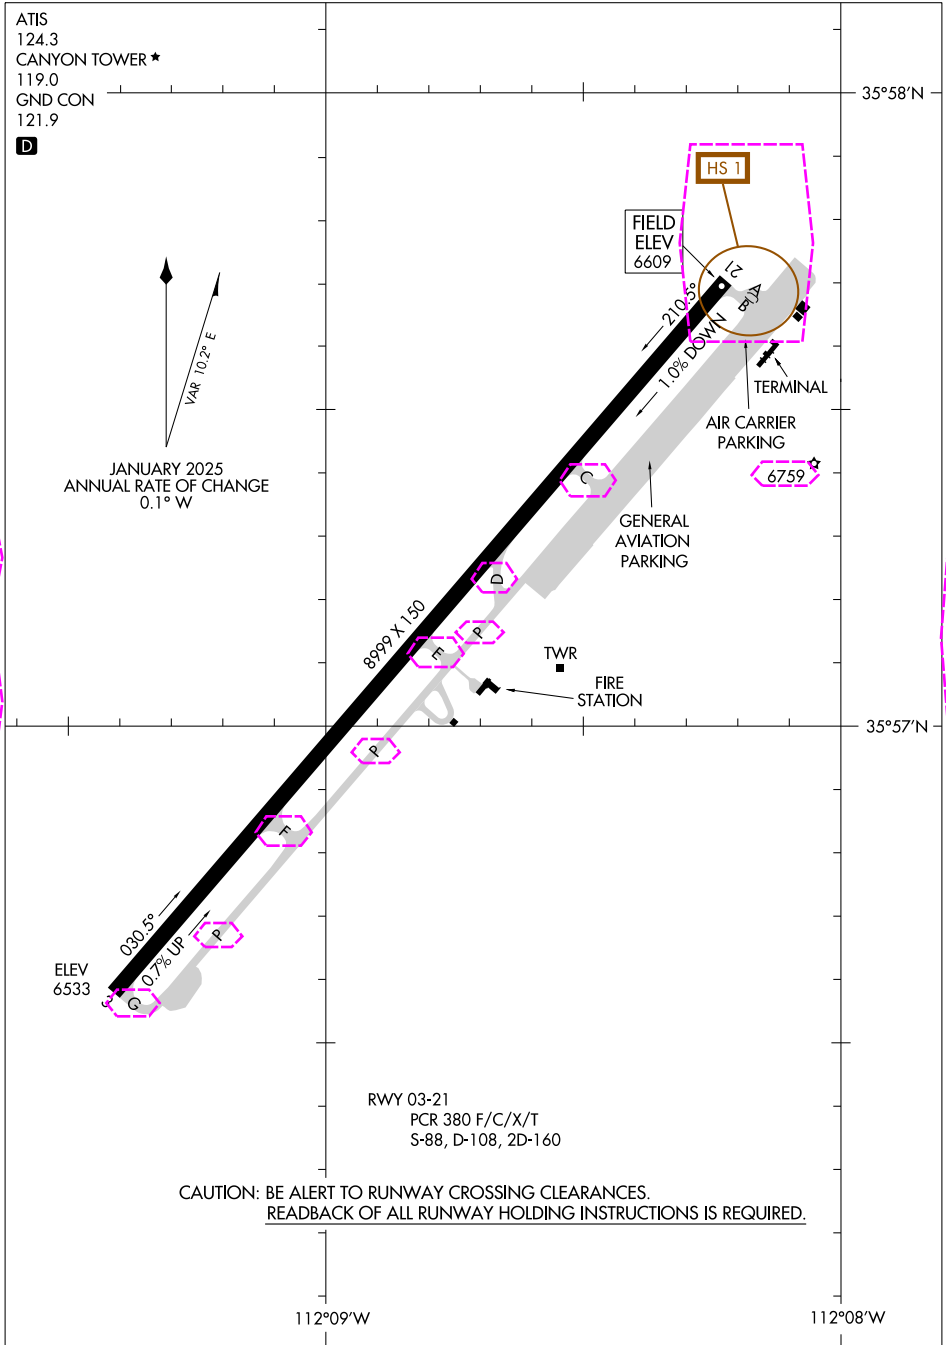 ATIS
124.3
CANYON TOWER ★
119.0
GND CON
121.9
D
35°58'N
HS 1
FIELD
ELEV
6609
21
A
B
210.5°
1.0% DOWN
VAR 10.2° E
TERMINAL
AIR CARRIER
PARKING
JANUARY 2025
ANNUAL RATE OF CHANGE
0.1° W
6759
C
GENERAL
AVIATION
PARKING
D
8999 X 150
P
E
TWR
FIRE
STATION
35°57'N
P
F
030.5°
0.7% UP
P
ELEV
6533
3
G
RWY 03-21
PCR 380 F/C/X/T
S-88, D-108, 2D-160
CAUTION: BE ALERT TO RUNWAY CROSSING CLEARANCES.
READBACK OF ALL RUNWAY HOLDING INSTRUCTIONS IS REQUIRED.
112°09'W
112°08'W